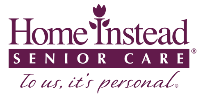 Home Instead
SENIOR CARE®
To us, it's personal.